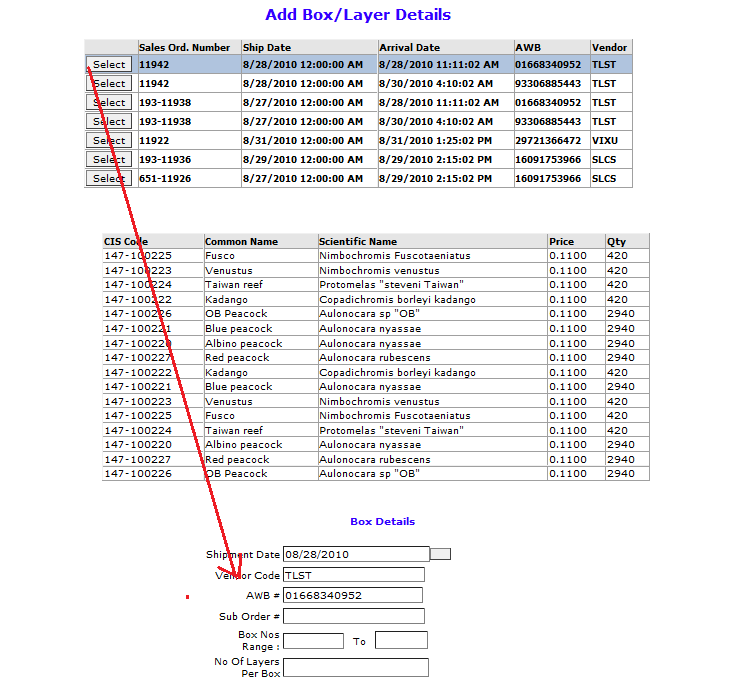 Add Box/Layer Details
Sales Ord. Number Ship Date Arrival Date AWB Vendor
Select 11942 8/28/2010 12:00:00 AM 8/28/2010 11:11:02 AM 01668340952 TLST
Select 11942 8/28/2010 12:00:00 AM 8/30/2010 4:10:02 AM 93306885443 TLST
Select 193-11938 8/27/2010 12:00:00 AM 8/28/2010 11:11:02 AM 01668340952 TLST
Select 193-11938 8/27/2010 12:00:00 AM 8/30/2010 4:10:02 AM 93306885443 TLST
Select 11922 8/31/2010 12:00:00 AM 8/31/2010 1:25:02 PM 29721366472 VIXU
Select 193-11936 8/29/2010 12:00:00 AM 8/29/2010 2:15:02 PM 16091753966 SLCS
Select 651-11926 8/27/2010 12:00:00 AM 8/29/2010 2:15:02 PM 16091753966 SLCS
CIS Code Common Name Scientific Name Price Qty
147-100225 Fusco Nimbochromis Fuscotaeniatus 0.1100 420
147-100223 Venustus Nimbochromis venustus 0.1100 420
147-100224 Taiwan reef Protomelas "steveni Taiwan" 0.1100 420
147-100222 Kadango Copadichromis borleyi kadango 0.1100 420
147-100226 OB Peacock Aulonocara sp "OB" 0.1100 2940
147-100221 Blue peacock Aulonocara nyassae 0.1100 2940
147-100220 Albino peacock Aulonocara nyassae 0.1100 2940
147-100227 Red peacock Aulonocara rubescens 0.1100 2940
147-100222 Kadango Copadichromis borleyi kadango 0.1100 420
147-100221 Blue peacock Aulonocara nyassae 0.1100 2940
147-100223 Venustus Nimbochromis venustus 0.1100 420
147-100225 Fusco Nimbochromis Fuscotaeniatus 0.1100 420
147-100224 Taiwan reef Protomelas "steveni Taiwan" 0.1100 420
147-100220 Albino peacock Aulonocara nyassae 0.1100 2940
147-100227 Red peacock Aulonocara rubescens 0.1100 2940
147-100226 OB Peacock Aulonocara sp "OB" 0.1100 2940
Box Details
Shipment Date 08/28/2010
Vendor Code TLST
AWB # 01668340952
Sub Order #
Box Nos
Range : To
No Of Layers
Per Box